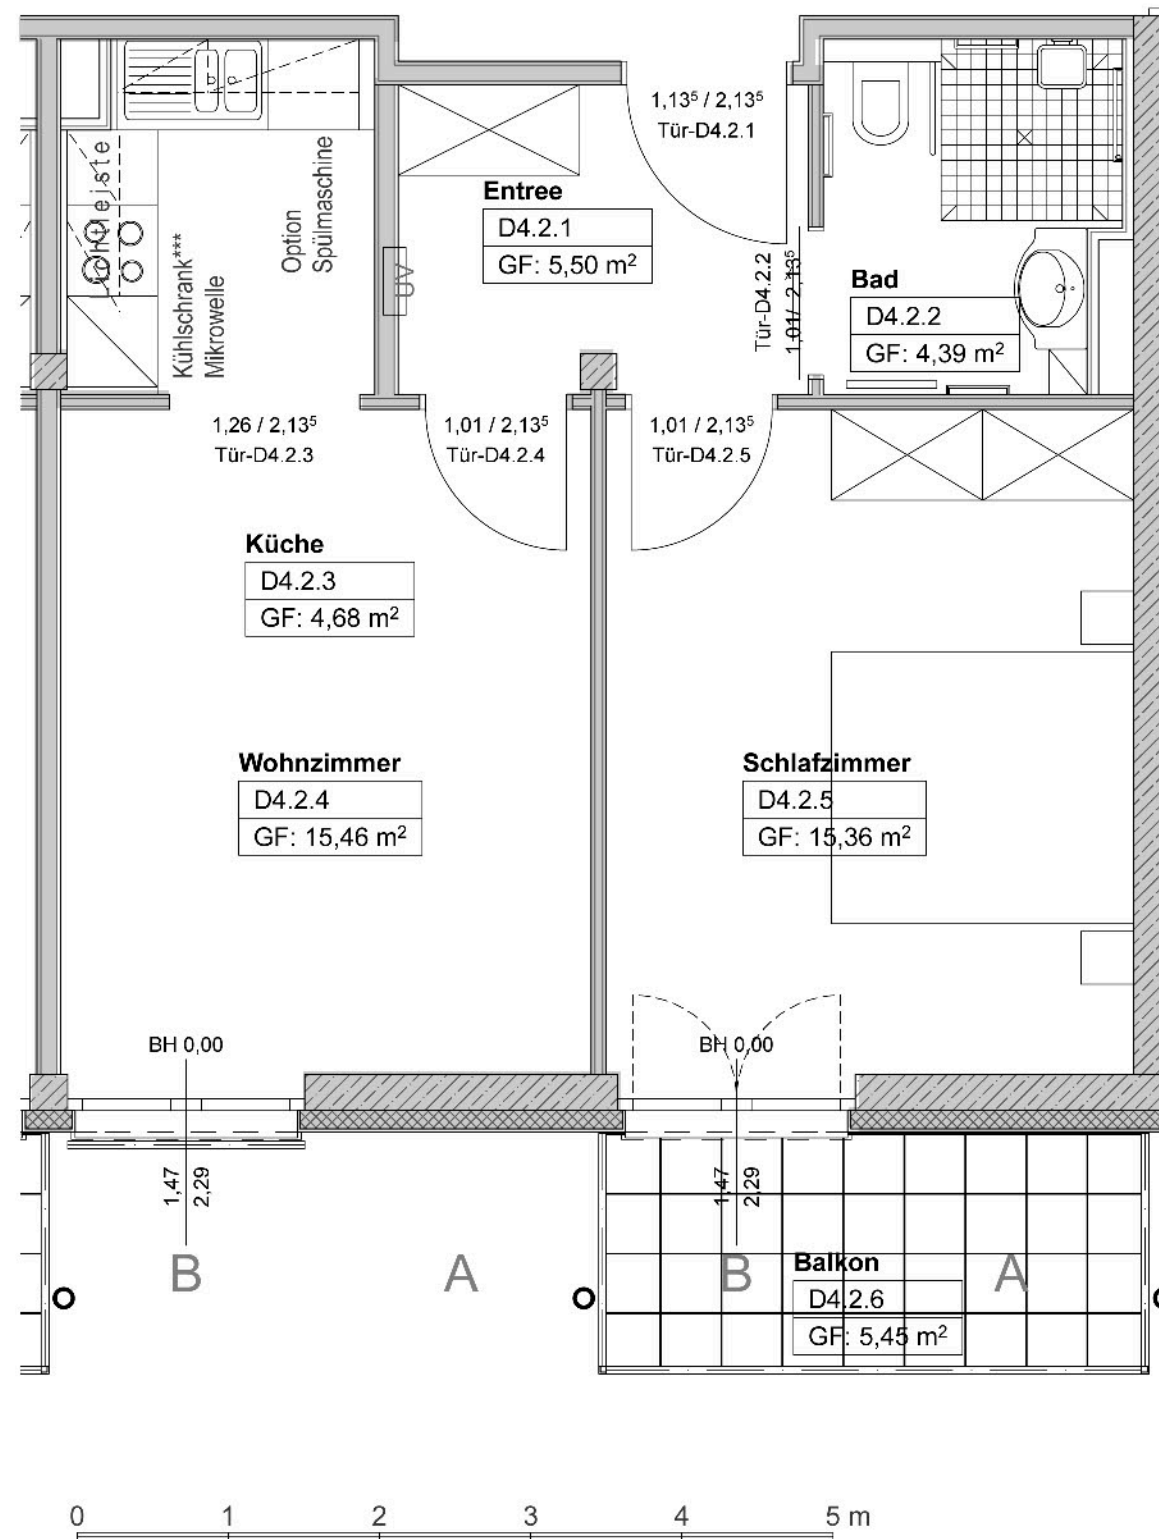 1,13⁵ / 2,13⁵
Tür-D4.2.1
Lichtleiste
Option
Spülmaschine
Kühlschrank***
Mikrowelle
UV
Entree
D4.2.1
GF: 5,50 m²
Tür-D4.2.2
1,01/ 2,13⁵
Bad
D4.2.2
GF: 4,39 m²
1,26 / 2,13⁵
Tür-D4.2.3
1,01 / 2,13⁵
Tür-D4.2.4
1,01 / 2,13⁵
Tür-D4.2.5
Küche
D4.2.3
GF: 4,68 m²
Wohnzimmer
D4.2.4
GF: 15,46 m²
Schlafzimmer
D4.2.5
GF: 15,36 m²
BH 0,00
BH 0,00
1,47
2,29
1,47
2,29
B
A
B
A
Balkon
D4.2.6
GF: 5,45 m²
0 1 2 3 4 5 m